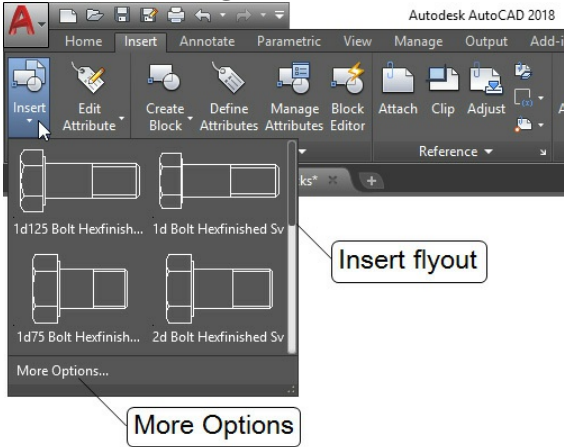 Autodesk AutoCAD 2018
Home Insert Annotate Parametric View Manage Output Add-i
Insert Edit Attribute Create Block Define Attributes Manage Attributes Block Editor Attach Clip Adjust
Reference
ks*
1d125 Bolt Hexfinish... 1d Bolt Hexfinished Sv
Insert flyout
1d75 Bolt Hexfinish... 2d Bolt Hexfinished Sv
More Options...
More Options